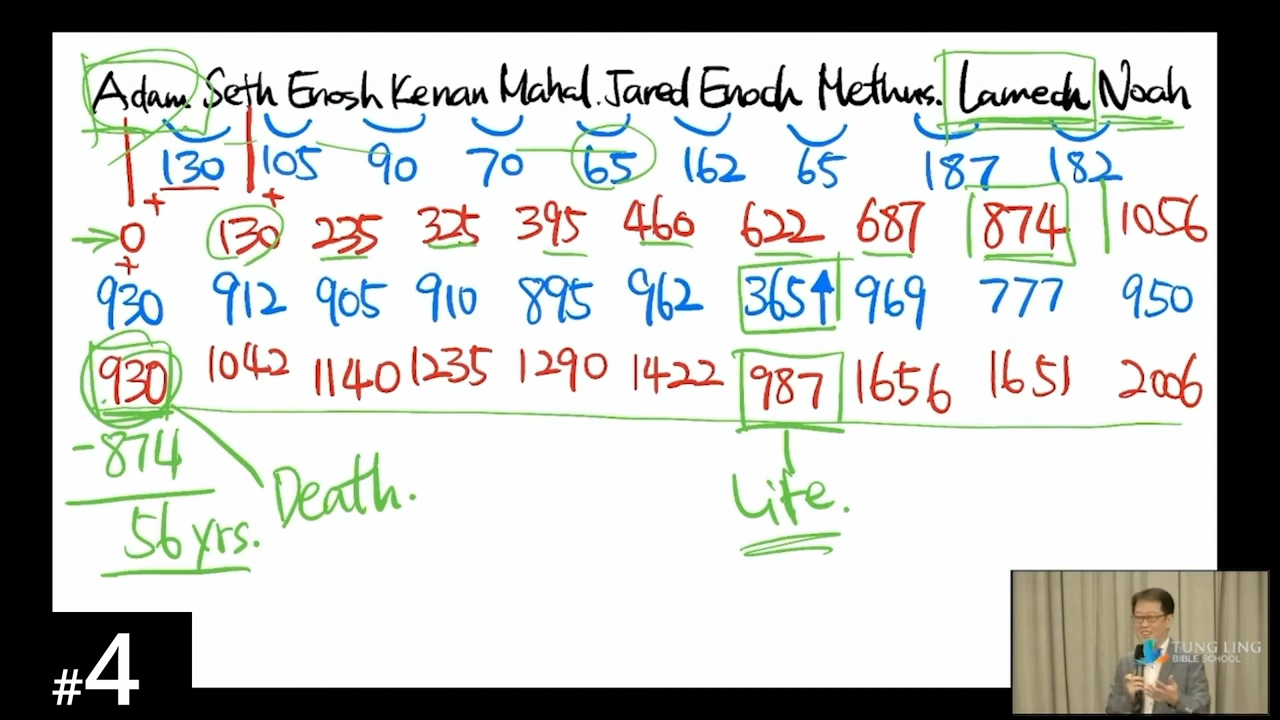 Adam. Seth Enosh Kenan Mahal. Jared Enoch Methus. Lamech Noah
130 105 90 70 65 162 65 187 182
+ +
0 130 235 325 395 460 622 687 874 1056
+
930 912 905 910 895 962 365↑ 969 777 950
930 1042 1140 1235 1290 1422 987 1656 1651 2006
-874
Death. Life.
56 yrs.
#4
TUNG LING
BIBLE SCHOOL